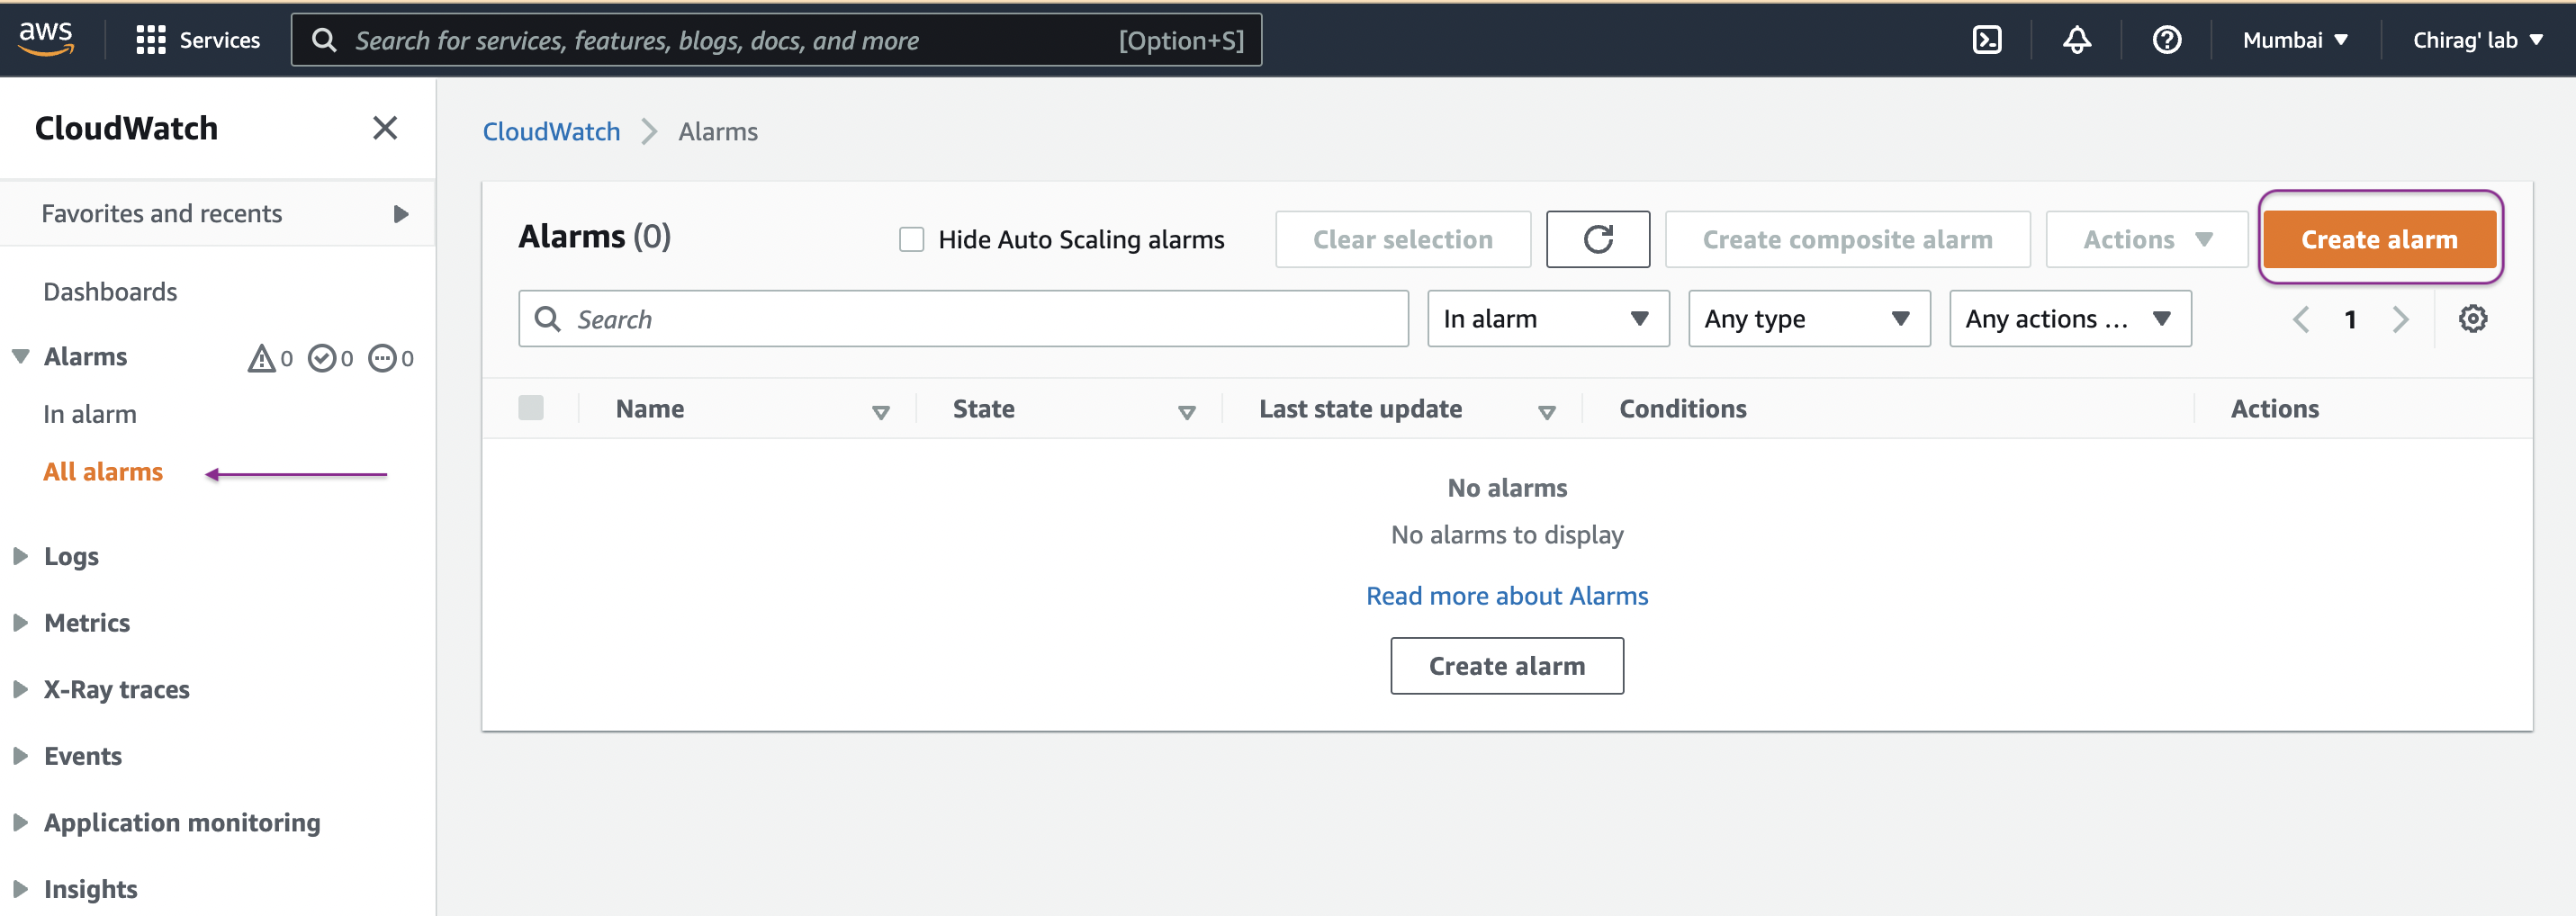 aws Services Search for services, features, blogs, docs, and more [Option+S] Mumbai Chirag' lab
CloudWatch
Favorites and recents
Dashboards
Alarms 0 0 0
In alarm
All alarms
Logs
Metrics
X-Ray traces
Events
Application monitoring
Insights
CloudWatch Alarms
Alarms (0) Hide Auto Scaling alarms Clear selection Create composite alarm Actions Create alarm
Search In alarm Any type Any actions ... 1
Name State Last state update Conditions Actions
No alarms
No alarms to display
Read more about Alarms
Create alarm